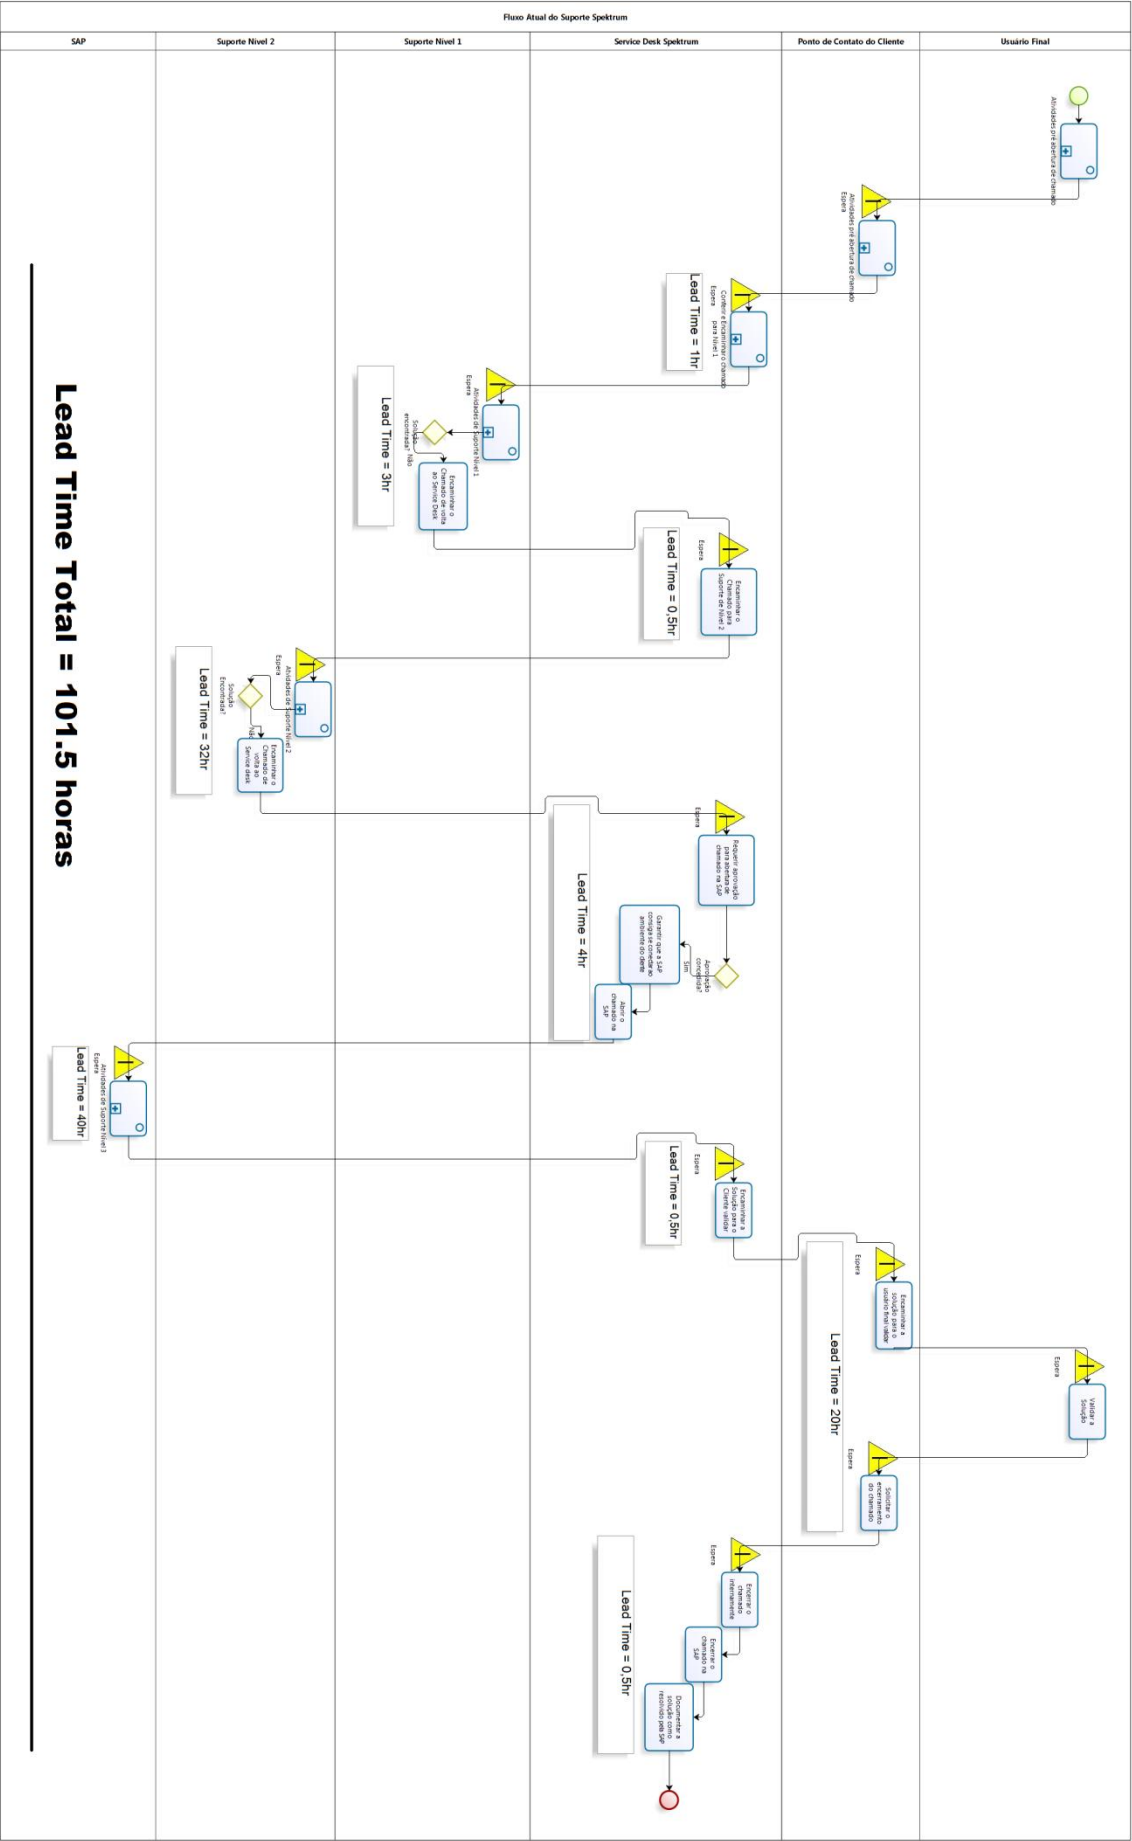 Fluxo Atual do Suporte Spektrum
SAP
Suporte Nível 2
Suporte Nível 1
Service Desk Spektrum
Ponto de Contato do Cliente
Usuário Final
Atividades pré abertura de chamado
Atividades pré abertura de chamado
Espera
Conferir e Encaminhar o chamado
para Nível 1
Espera
Lead Time = 1hr
Atividades de Suporte Nível 1
Espera
Solução
encontrada?
Não
Encaminhar o
Chamado de volta
ao Service Desk
Lead Time = 3hr
Espera
Encaminhar o
Chamado para
Suporte de Nível 2
Lead Time = 0,5hr
Atividades de Suporte Nível 2
Espera
Solução
Encontrada?
Não
Encaminhar o
Chamado de
volta ao
Service desk
Lead Time = 32hr
Espera
Requerir aprovação
para abertura de
chamado na SAP
Aprovação
concedida?
Sim
Garantir que a SAP
consiga se conectar ao
ambiente do cliente
Abrir o
chamado na
SAP
Lead Time = 4hr
Atividades de Suporte Nível 3
Espera
Lead Time = 40hr
Espera
Encaminhar a
Solução para o
Cliente validar
Lead Time = 0,5hr
Espera
Encaminhar a
solução para o
usuário final validar
Espera
Validar a
Solução
Espera
Solicitar o
encerramento
do chamado
Lead Time = 20hr
Espera
Encerrar o
chamado
internamente
Encerrar o
chamado na
SAP
Documentar a
solução como
resolvido pela SAP
Lead Time = 0,5hr
Lead Time Total = 101.5 horas